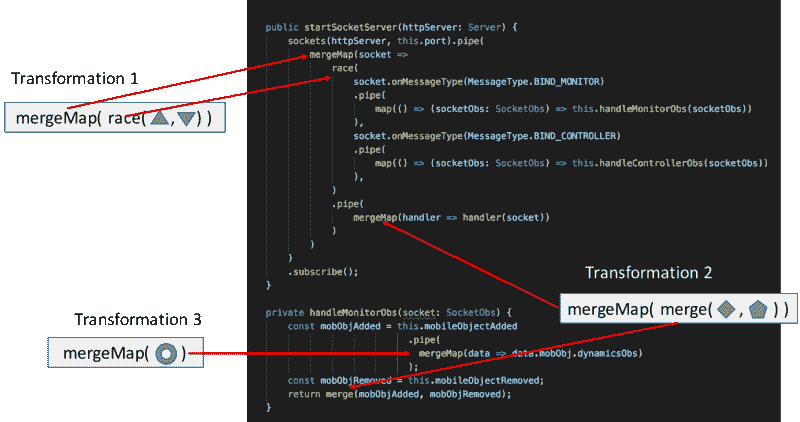 public startSocketServer(httpServer: Server) {
sockets(httpServer, this.port).pipe(
mergeMap(socket =>
race(
socket.onMessageType(MessageType.BIND_MONITOR)
.pipe(
map(() => (socketObs: SocketObs) => this.handleMonitorObs(socketObs))
),
socket.onMessageType(MessageType.BIND_CONTROLLER)
.pipe(
map(() => (socketObs: SocketObs) => this.handleControllerObs(socketObs))
),
)
.pipe(
mergeMap(handler => handler(socket))
)
)
)
.subscribe();
}
private handleMonitorObs(socket: SocketObs) {
const mobObjAdded = this.mobileObjectAdded
.pipe(
mergeMap(data => data.mobObj.dynamicsObs)
);
const mobObjRemoved = this.mobileObjectRemoved;
return merge(mobObjAdded, mobObjRemoved);
}
Transformation 1
mergeMap( race( , ) )
Transformation 2
mergeMap( merge( , ) )
Transformation 3
mergeMap( )